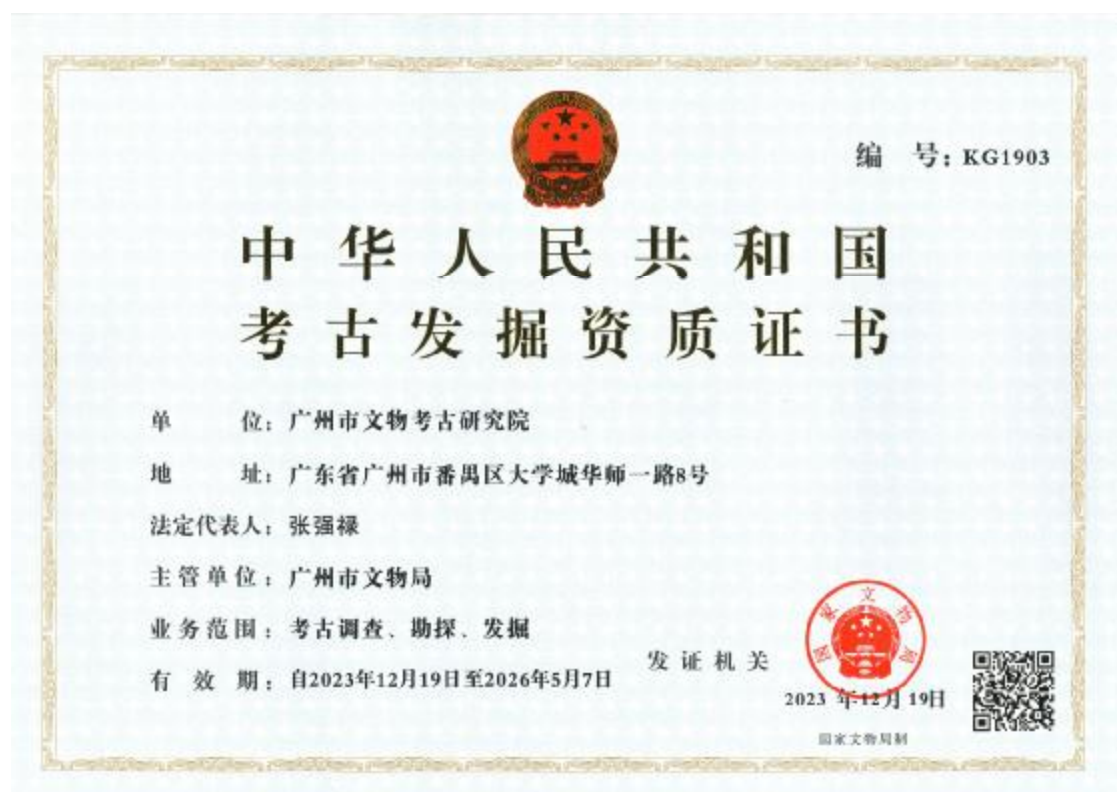 编 号：KG1903
中华人民共和国
考古发掘资质证书
单 位：广州市文物考古研究院
地 址：广东省广州市番禺区大学城华师一路8号
法定代表人：张强禄
主管单位：广州市文物局
业务范围：考古调查、勘探、发掘
有 效 期：自2023年12月19日至2026年5月7日
发证机关
国家文物局
2023 年 12月 19日
国家文物局制